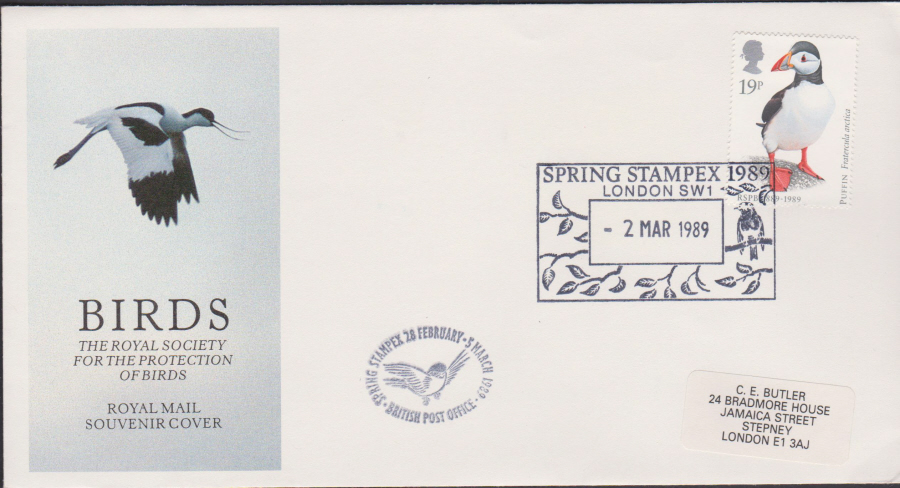 BIRDS
THE ROYAL SOCIETY
FOR THE PROTECTION
OF BIRDS
ROYAL MAIL
SOUVENIR COVER
19P
PUFFIN Fratercula arctica
RSPB 1889-1989
SPRING STAMPEX 1989
LONDON SW1
- 2 MAR 1989
SPRING STAMPEX 28 FEBRUARY - 5 MARCH 1989
• BRITISH POST OFFICE •
C. E. BUTLER
24 BRADMORE HOUSE
JAMAICA STREET
STEPNEY
LONDON E1 3AJ